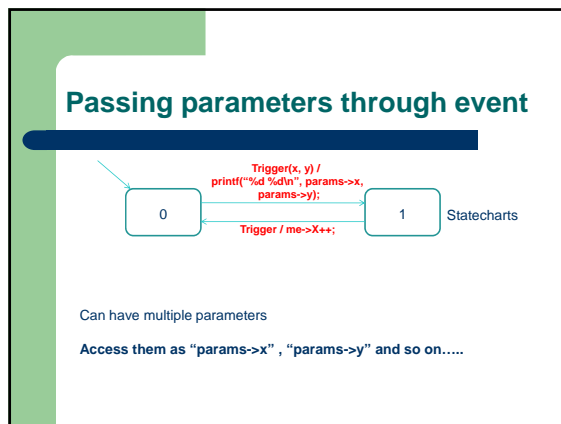 Passing parameters through event
Trigger(x, y) /
printf(“%d %d\n”, params->x,
params->y);
0
1
Statecharts
Trigger / me->X++;
Can have multiple parameters
Access them as “params->x” , “params->y” and so on…..